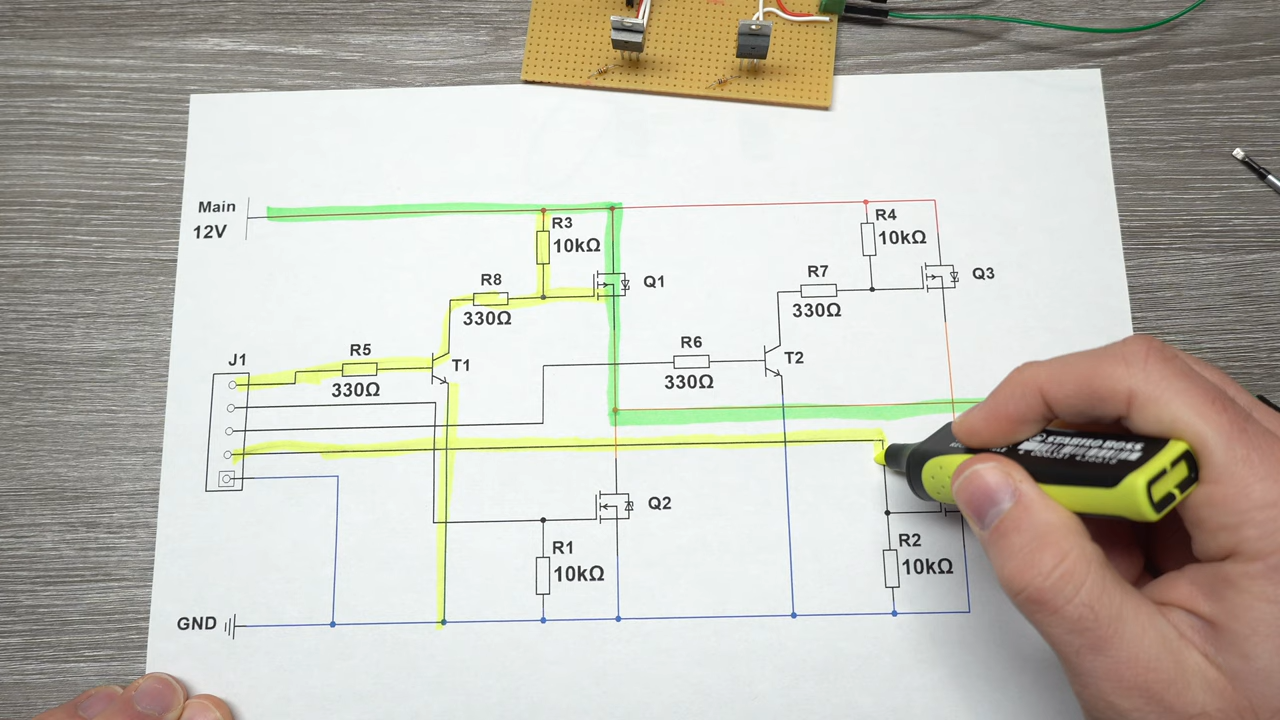 Main
12V
R3
10kΩ
R4
10kΩ
R8
330Ω
Q1
R7
330Ω
Q3
J1
R5
330Ω
T1
R6
330Ω
T2
STABILO BOSS
Q2
R1
10kΩ
R2
10kΩ
GND